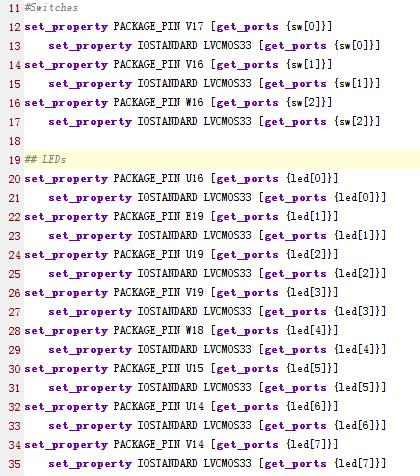 11 #Switches
12 set_property PACKAGE_PIN V17 [get_ports {sw[0]}]
13 set_property IOSTANDARD LVCMOS33 [get_ports {sw[0]}]
14 set_property PACKAGE_PIN V16 [get_ports {sw[1]}]
15 set_property IOSTANDARD LVCMOS33 [get_ports {sw[1]}]
16 set_property PACKAGE_PIN W16 [get_ports {sw[2]}]
17 set_property IOSTANDARD LVCMOS33 [get_ports {sw[2]}]
18
19 ## LEDs
20 set_property PACKAGE_PIN U16 [get_ports {led[0]}]
21 set_property IOSTANDARD LVCMOS33 [get_ports {led[0]}]
22 set_property PACKAGE_PIN E19 [get_ports {led[1]}]
23 set_property IOSTANDARD LVCMOS33 [get_ports {led[1]}]
24 set_property PACKAGE_PIN U19 [get_ports {led[2]}]
25 set_property IOSTANDARD LVCMOS33 [get_ports {led[2]}]
26 set_property PACKAGE_PIN V19 [get_ports {led[3]}]
27 set_property IOSTANDARD LVCMOS33 [get_ports {led[3]}]
28 set_property PACKAGE_PIN W18 [get_ports {led[4]}]
29 set_property IOSTANDARD LVCMOS33 [get_ports {led[4]}]
30 set_property PACKAGE_PIN U15 [get_ports {led[5]}]
31 set_property IOSTANDARD LVCMOS33 [get_ports {led[5]}]
32 set_property PACKAGE_PIN U14 [get_ports {led[6]}]
33 set_property IOSTANDARD LVCMOS33 [get_ports {led[6]}]
34 set_property PACKAGE_PIN V14 [get_ports {led[7]}]
35 set_property IOSTANDARD LVCMOS33 [get_ports {led[7]}]